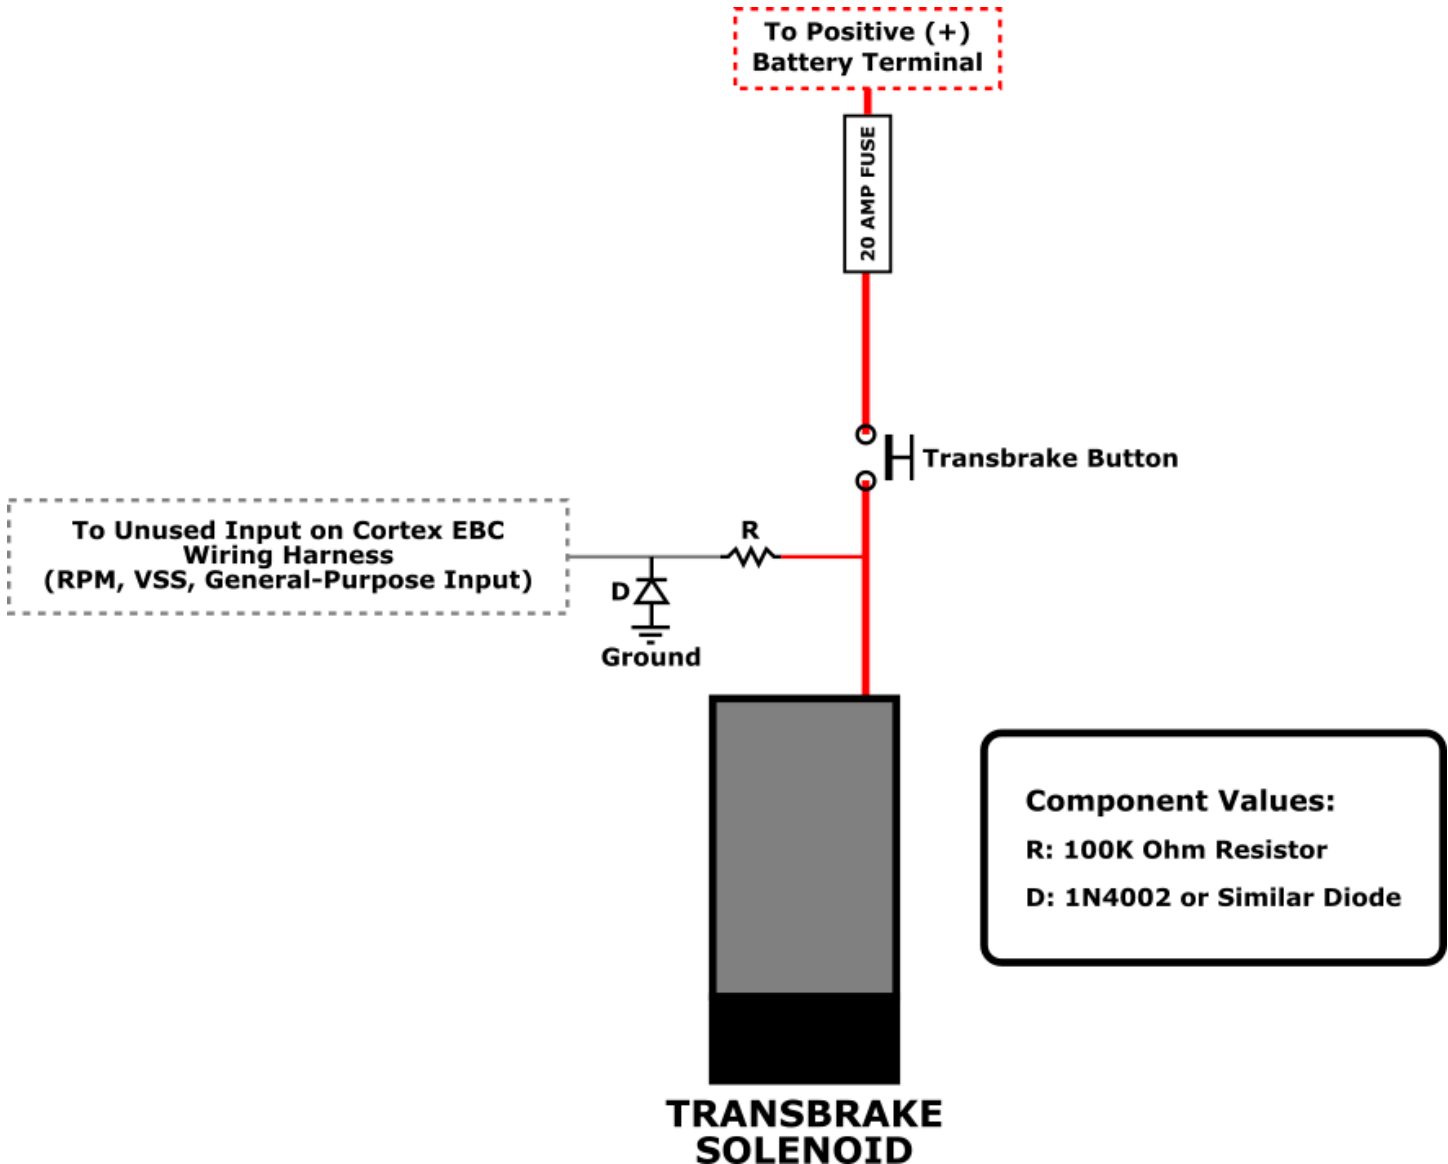 To Positive (+)
Battery Terminal
20 AMP FUSE
Transbrake Button
To Unused Input on Cortex EBC
Wiring Harness
(RPM, VSS, General-Purpose Input)
R
D
Ground
Component Values:
R: 100K Ohm Resistor
D: 1N4002 or Similar Diode
TRANSBRAKE
SOLENOID